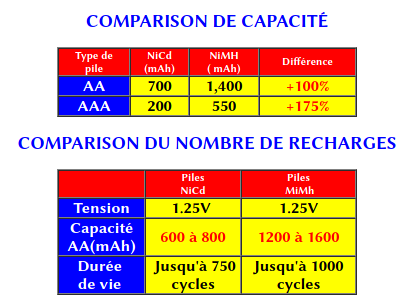 COMPARISON DE CAPACITÉ
Type de pile NiCd (mAh) NiMH ( mAh) Différence
AA 700 1,400 +100%
AAA 200 550 +175%
COMPARISON DU NOMBRE DE RECHARGES
Piles NiCd Piles MiMh
Tension 1.25V 1.25V
Capacité AA(mAh) 600 à 800 1200 à 1600
Durée de vie Jusqu'à 750 cycles Jusqu'à 1000 cycles